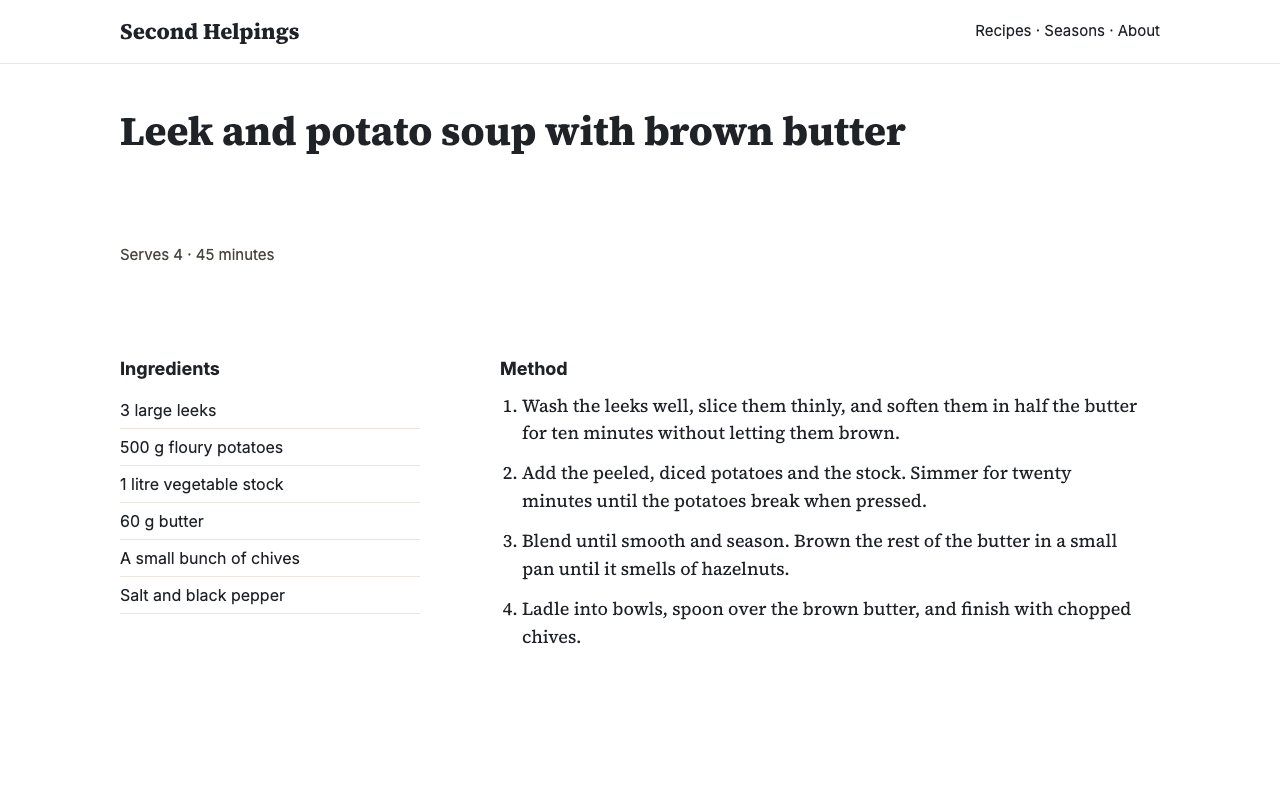 Second Helpings
Recipes · Seasons · About
Leek and potato soup with brown butter
Serves 4 · 45 minutes
Ingredients
3 large leeks
500 g floury potatoes
1 litre vegetable stock
60 g butter
A small bunch of chives
Salt and black pepper
Method
1. Wash the leeks well, slice them thinly, and soften them in half the butter
for ten minutes without letting them brown.
2. Add the peeled, diced potatoes and the stock. Simmer for twenty
minutes until the potatoes break when pressed.
3. Blend until smooth and season. Brown the rest of the butter in a small
pan until it smells of hazelnuts.
4. Ladle into bowls, spoon over the brown butter, and finish with chopped
chives.